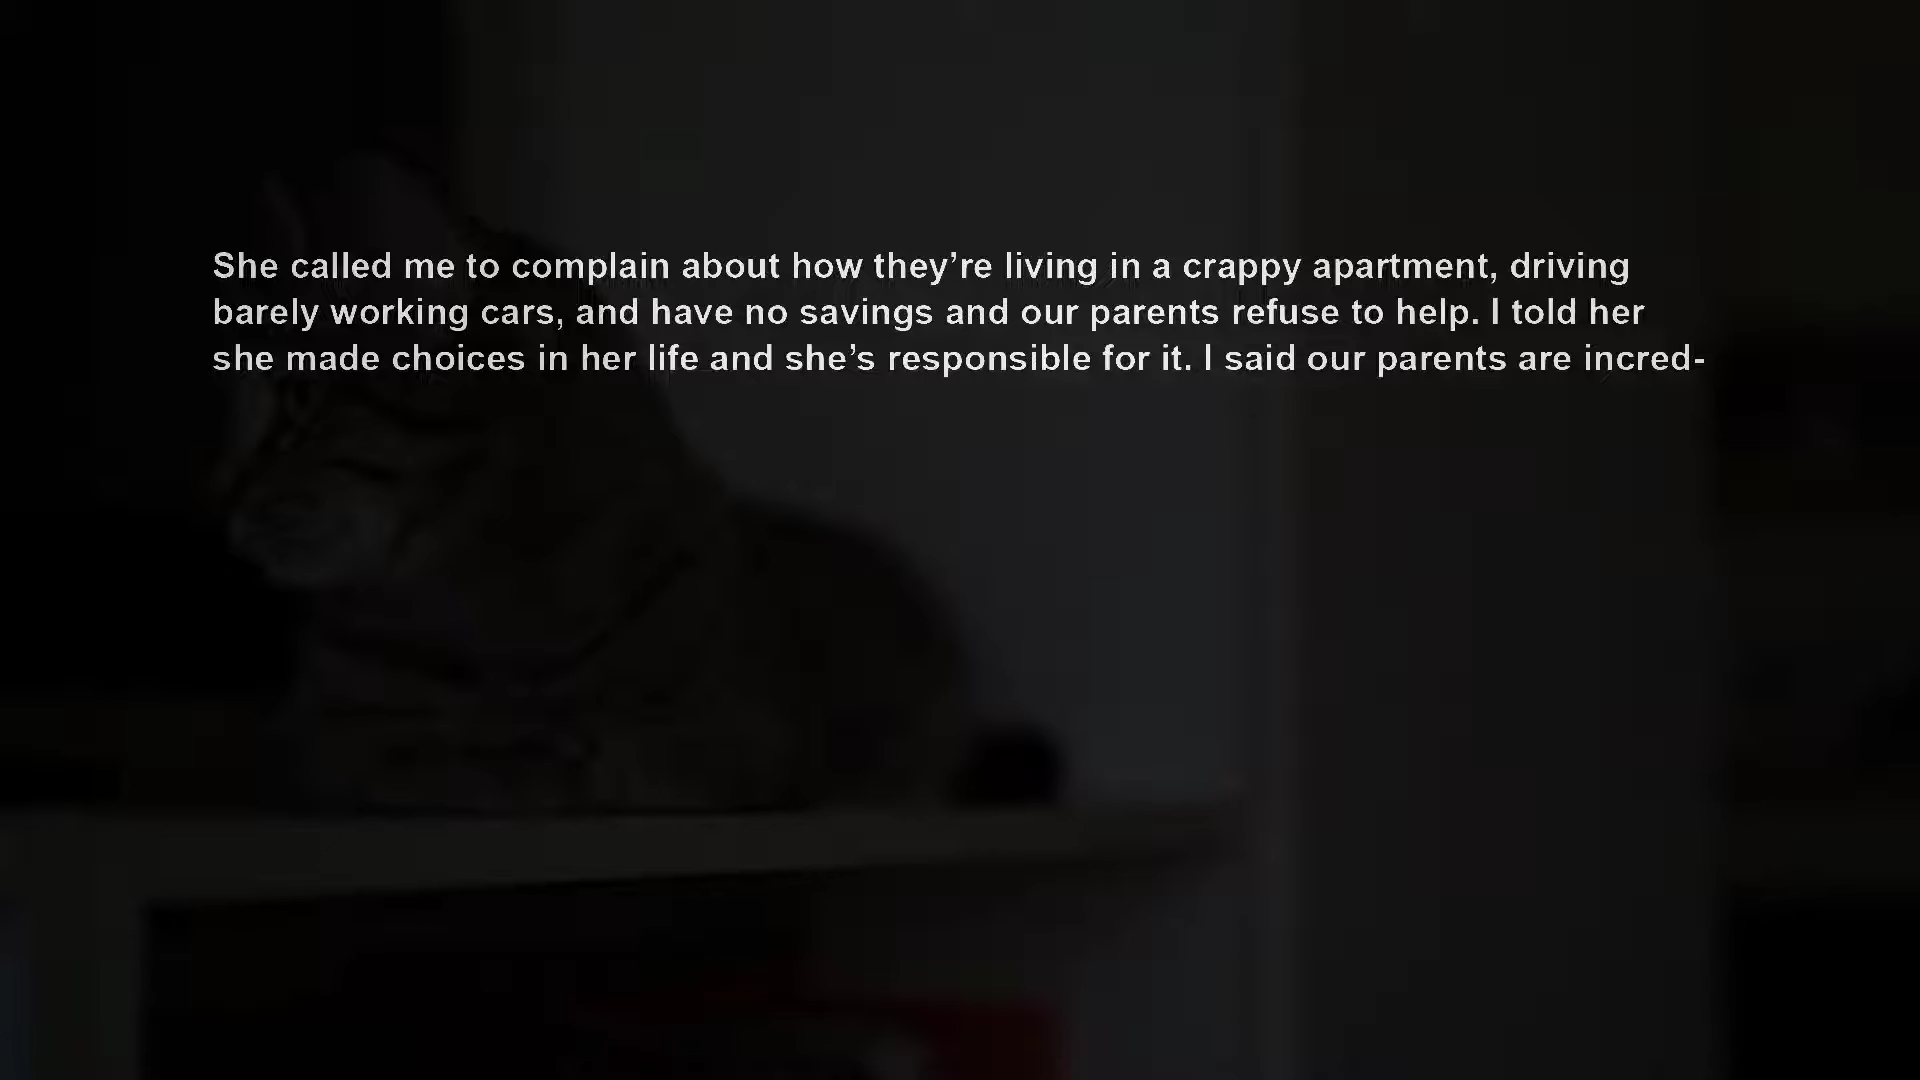 She called me to complain about how they’re living in a crappy apartment, driving
barely working cars, and have no savings and our parents refuse to help. I told her
she made choices in her life and she’s responsible for it. I said our parents are incred-